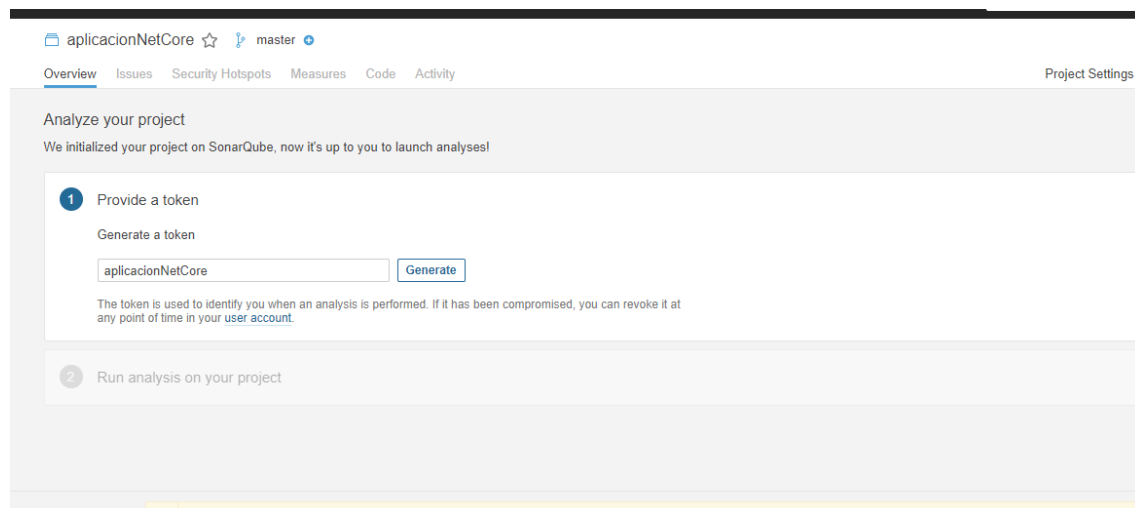 aplicacionNetCore master
Overview Issues Security Hotspots Measures Code Activity Project Settings
Analyze your project
We initialized your project on SonarQube, now it's up to you to launch analyses!
1 Provide a token
Generate a token
aplicacionNetCore Generate
The token is used to identify you when an analysis is performed. If it has been compromised, you can revoke it at
any point of time in your user account.
2 Run analysis on your project